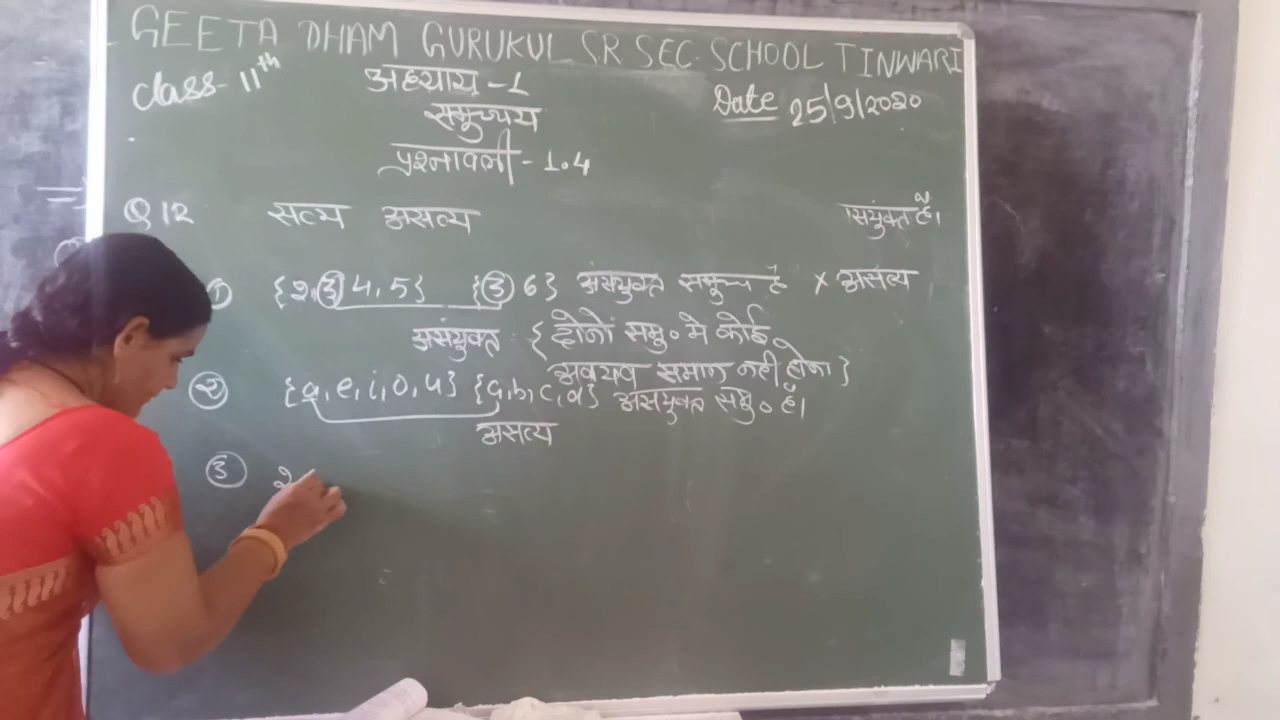 GEETA DHAM GURUKUL SR SEC. SCHOOL TINWARI
class- 11th अध्याय -1 Date 25/9/2020
समुच्चय
प्रश्नावली - 1.4
Q 12 सत्य असत्य संयुक्त है।
① {2,3,4,5} {3 6} असंयुक्त समुच्च है × असत्य
असंयुक्त {दोनों समु० मे कोई
अवयव समान नही होना}
② {a,e,i,o,u} {a,b,c,d} असंयुक्त समु० है।
असत्य
③ 2